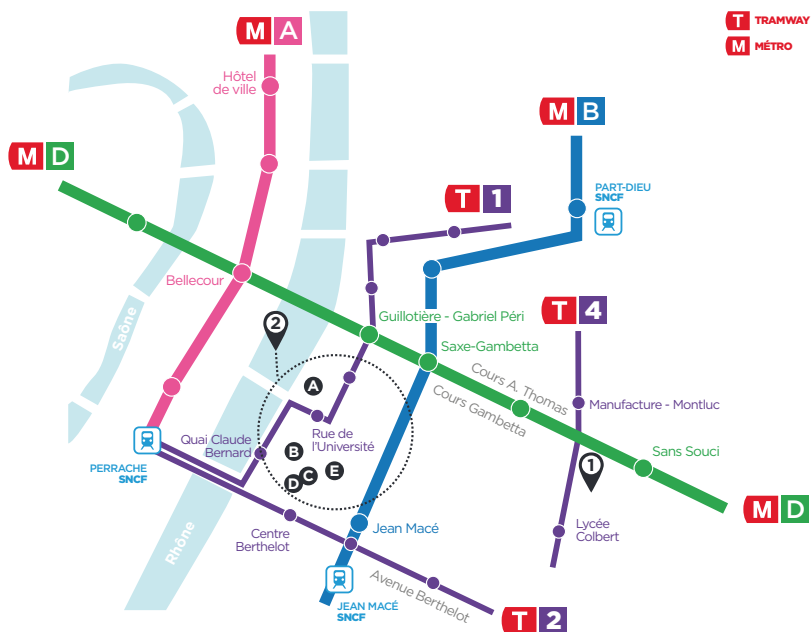 T TRAMWAY
M MÉTRO
M A
Hôtel
de ville
M B
M D
PART-DIEU
SNCF
T 1
Bellecour
Guillotière - Gabriel Péri
T 4
2
Saône
Saxe-Gambetta
Cours A. Thomas
Cours Gambetta
A
Manufacture - Montluc
Rue de
l'Université
Quai Claude
Bernard
B
C
D
E
Sans Souci
1
PERRACHE
SNCF
M D
Rhône
Centre
Berthelot
Jean Macé
Lycée
Colbert
Avenue Berthelot
JEAN MACÉ
SNCF
T 2